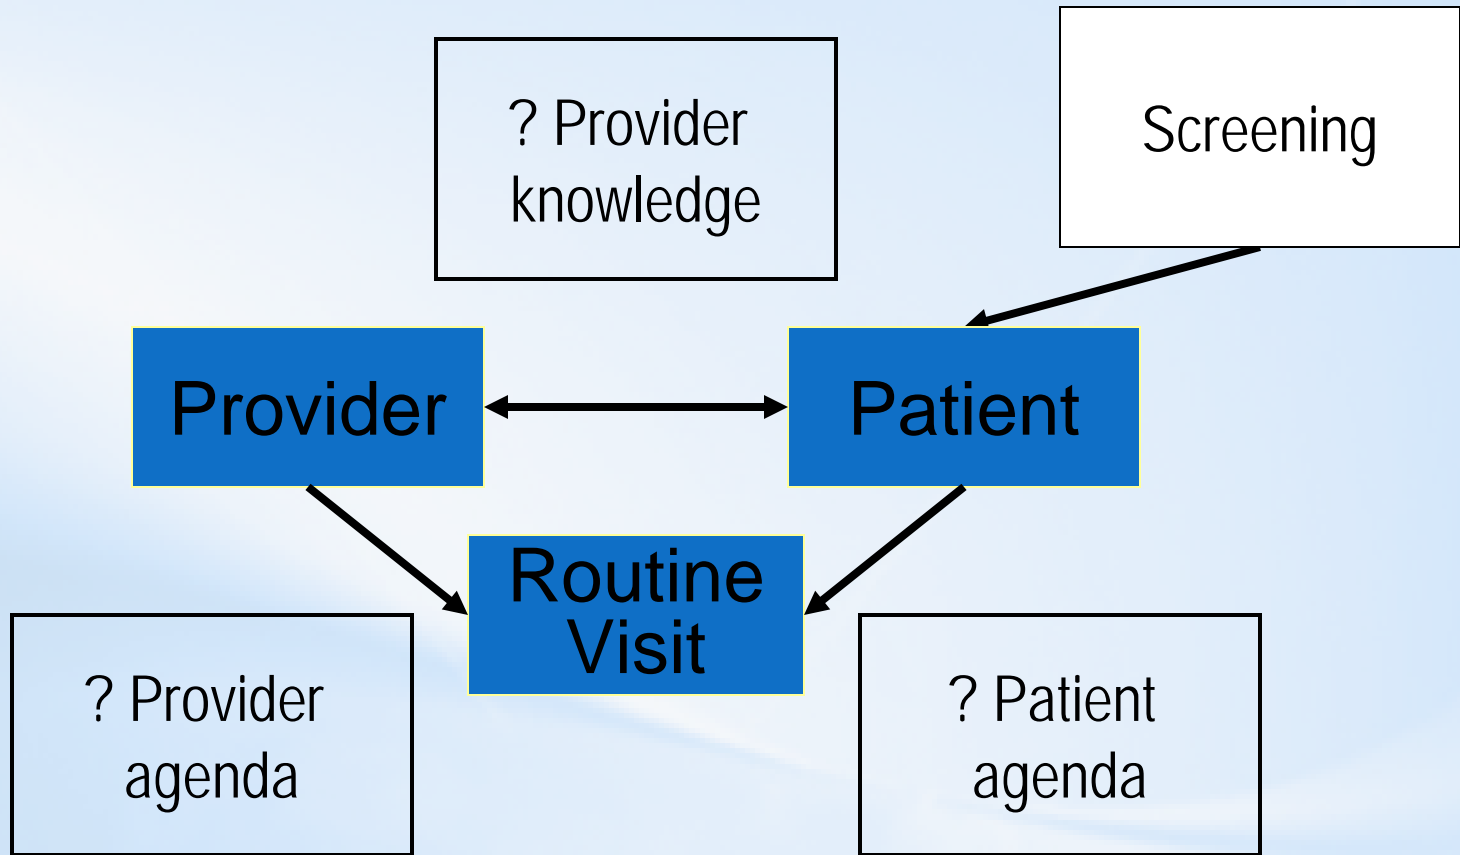 ? Provider
knowledge
Screening
Provider
Patient
Routine
Visit
? Provider
agenda
? Patient
agenda